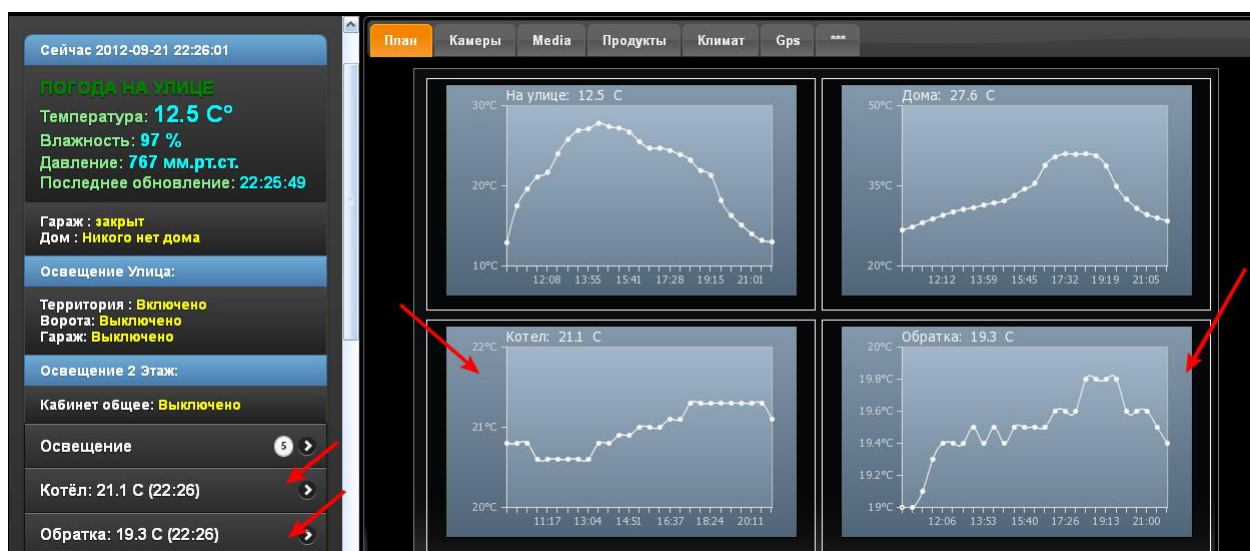 Сейчас 2012-09-21 22:26:01
ПОГОДА НА УЛИЦЕ
Температура: 12.5 C°
Влажность: 97 %
Давление: 767 мм.рт.ст.
Последнее обновление: 22:25:49
Гараж : закрыт
Дом : Никого нет дома
Освещение Улица:
Территория : Включено
Ворота: Выключено
Гараж: Выключено
Освещение 2 Этаж:
Кабинет общее: Выключено
Освещение 5
Котёл: 21.1 C (22:26)
Обратка: 19.3 C (22:26)
План Камеры Media Продукты Климат Gps ***
На улице: 12.5 C
30°C
20°C
10°C
12:08 13:55 15:41 17:28 19:15 21:01
Дома: 27.6 C
50°C
35°C
20°C
12:12 13:59 15:45 17:32 19:19 21:05
Котел: 21.1 C
22°C
21°C
20°C
11:17 13:04 14:51 16:37 18:24 20:11
Обратка: 19.3 C
20°C
19.8°C
19.6°C
19.4°C
19.2°C
19°C
12:06 13:53 15:40 17:26 19:13 21:00